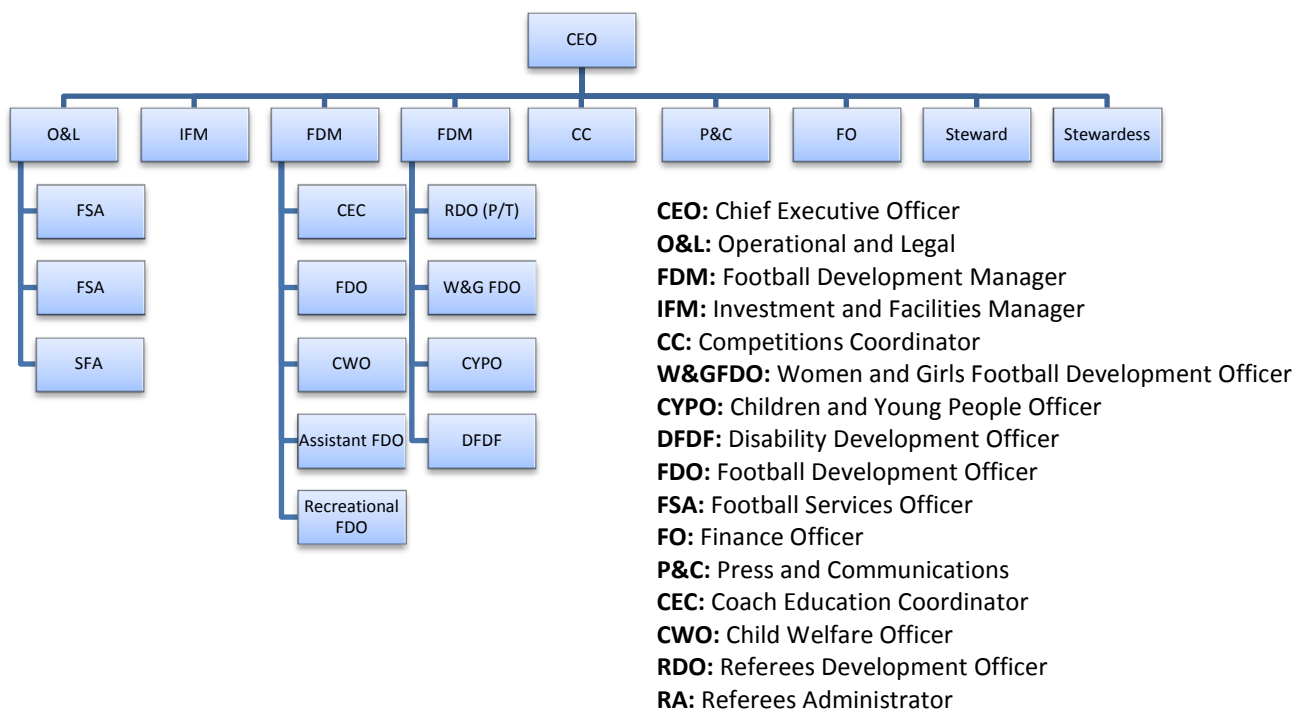 CEO
O&L
IFM
FDM
FDM
CC
P&C
FO
Steward
Stewardess
FSA
FSA
SFA
CEC
FDO
CWO
Assistant FDO
Recreational
FDO
RDO (P/T)
W&G FDO
CYPO
DFDF
CEO: Chief Executive Officer
O&L: Operational and Legal
FDM: Football Development Manager
IFM: Investment and Facilities Manager
CC: Competitions Coordinator
W&GFDO: Women and Girls Football Development Officer
CYPO: Children and Young People Officer
DFDF: Disability Development Officer
FDO: Football Development Officer
FSA: Football Services Officer
FO: Finance Officer
P&C: Press and Communications
CEC: Coach Education Coordinator
CWO: Child Welfare Officer
RDO: Referees Development Officer
RA: Referees Administrator